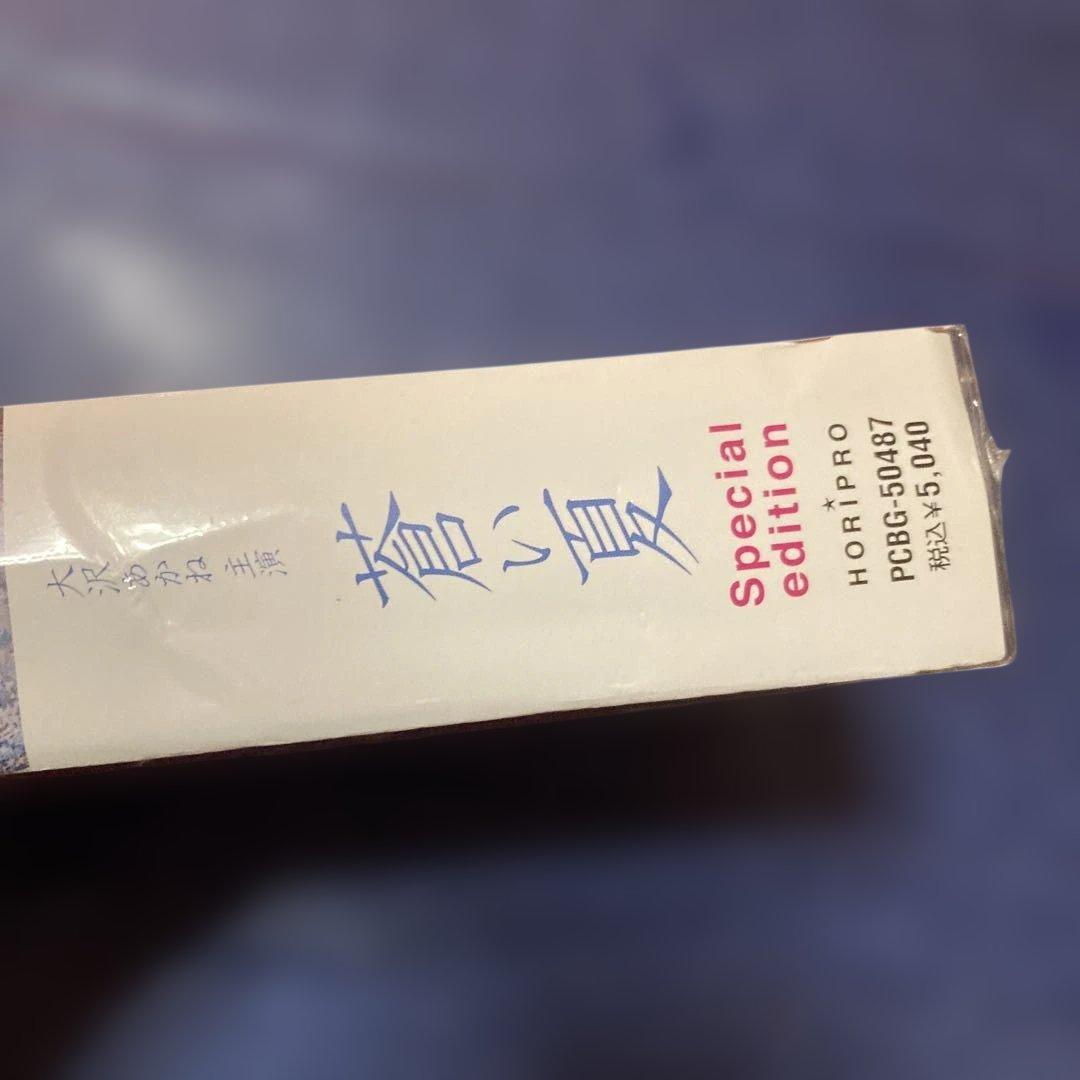 大沢あかね 主演
蒼い夏
Special
edition
HORIPRO
PCBG-50487
税込¥5,040